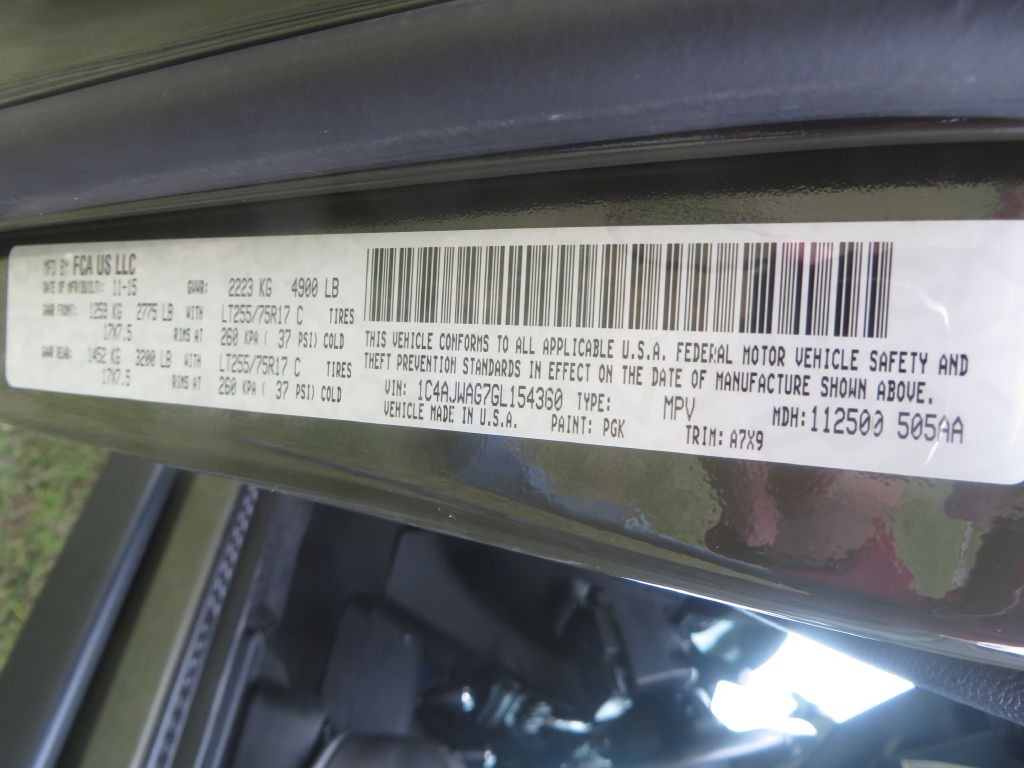 MFD BY FCA US LLC
DATE OF MFR(BUILT): 11-15 GVWR: 2223 KG 4900 LB
GAWR FRONT: 1259 KG 2775 LB WITH LT255/75R17 C TIRES
17X7.5 RIMS AT 260 KPA ( 37 PSI) COLD
GAWR REAR: 1452 KG 3200 LB WITH LT255/75R17 C TIRES
17X7.5 RIMS AT 260 KPA ( 37 PSI) COLD
THIS VEHICLE CONFORMS TO ALL APPLICABLE U.S.A. FEDERAL MOTOR VEHICLE SAFETY AND
THEFT PREVENTION STANDARDS IN EFFECT ON THE DATE OF MANUFACTURE SHOWN ABOVE.
VIN: 1C4AJWAG7GL154360 TYPE: MPV MDH: 112500 505AA
VEHICLE MADE IN U.S.A. PAINT: PGK TRIM: A7X9